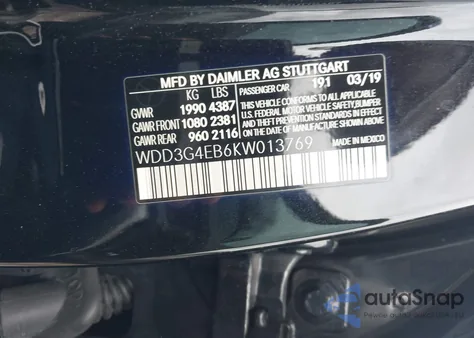 MFD BY DAIMLER AG STUTTGART
KG LBS PASSENGER CAR 191 03/19
GVWR 1990 4387 THIS VEHICLE CONFORMS TO ALL APPLICABLE
GAWR FRONT 1080 2381 U.S. FEDERAL MOTOR VEHICLE SAFETY,BUMPER,
GAWR REAR 960 2116 AND THEFT PREVENTION STANDARDS IN EFFECT
ON THE DATE OF MANUFACTURE SHOWN ABOVE.
WDD3G4EB6KW013769 MADE IN MEXICO
autoSnap